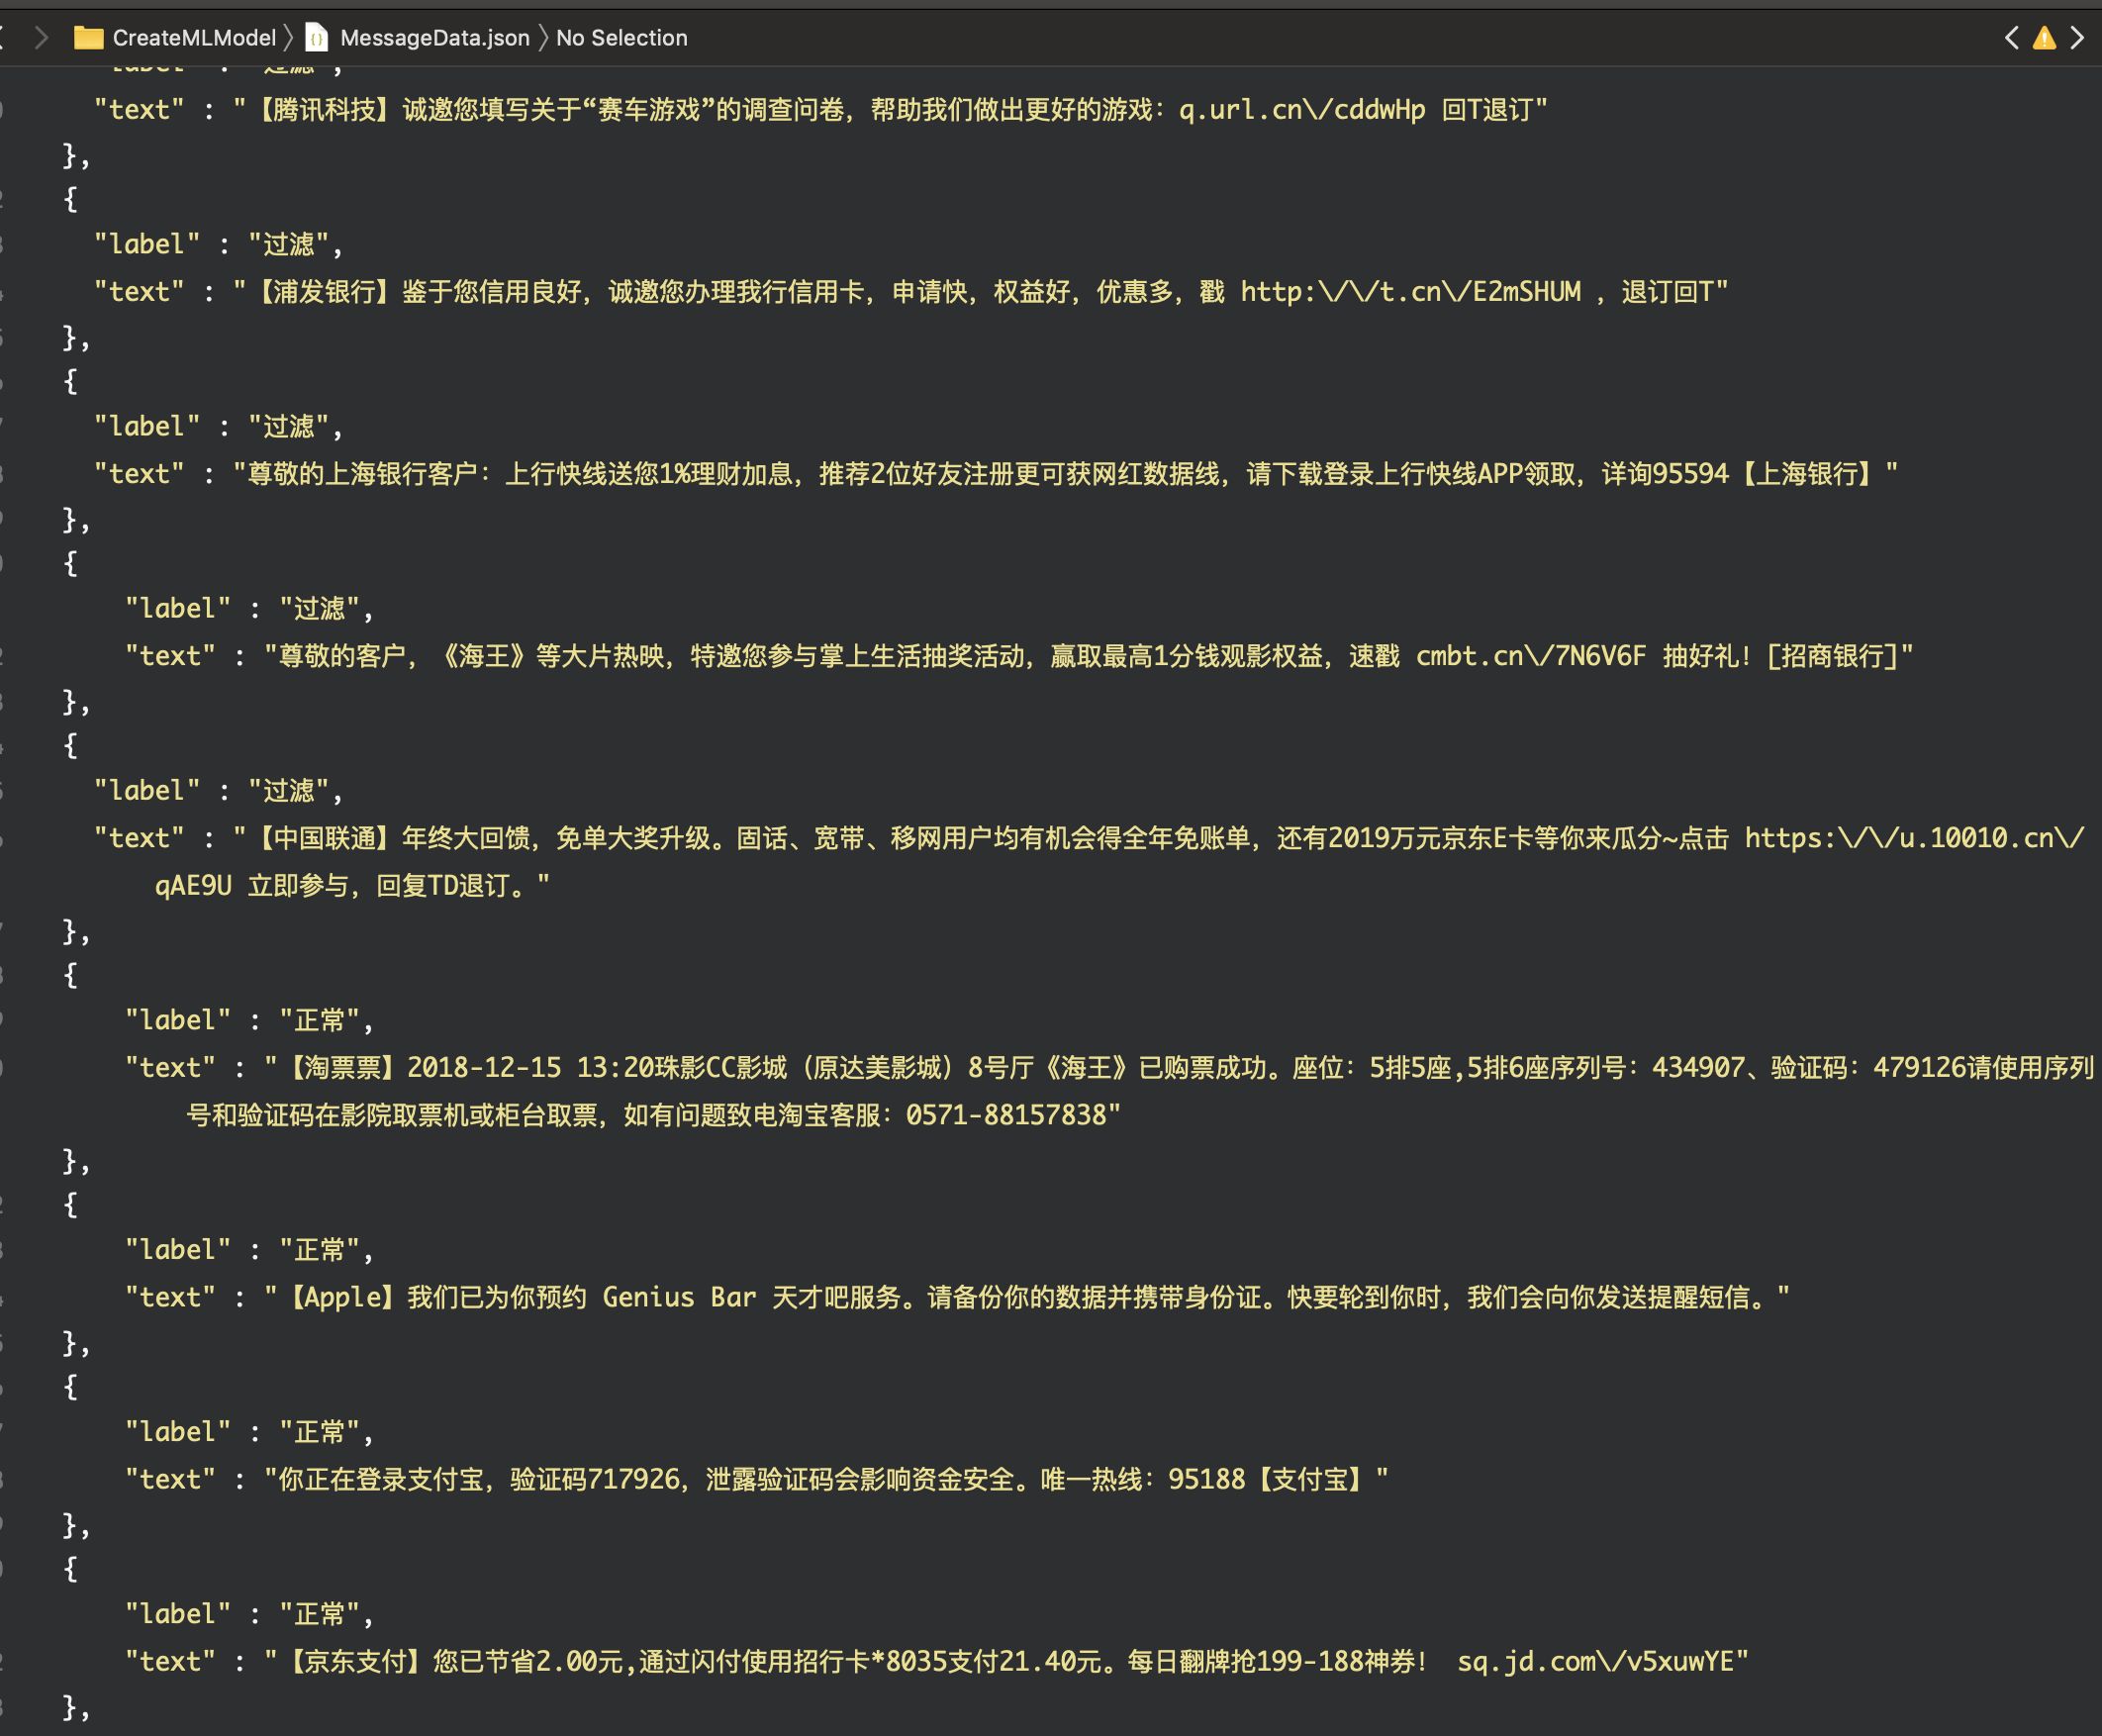 CreateMLModel 〉 MessageData.json 〉 No Selection
"label" : "过滤",
"text" : "【腾讯科技】诚邀您填写关于“赛车游戏”的调查问卷，帮助我们做出更好的游戏：q.url.cn\/cddwHp 回T退订"
},
{
"label" : "过滤",
"text" : "【浦发银行】鉴于您信用良好，诚邀您办理我行信用卡，申请快，权益好，优惠多，戳 http:\/\/t.cn\/E2mSHUM ，退订回T"
},
{
"label" : "过滤",
"text" : "尊敬的上海银行客户：上行快线送您1%理财加息，推荐2位好友注册更可获网红数据线，请下载登录上行快线APP领取，详询95594【上海银行】"
},
{
"label" : "过滤",
"text" : "尊敬的客户，《海王》等大片热映，特邀您参与掌上生活抽奖活动，赢取最高1分钱观影权益，速戳 cmbt.cn\/7N6V6F 抽好礼！[招商银行]"
},
{
"label" : "过滤",
"text" : "【中国联通】年终大回馈，免单大奖升级。固话、宽带、移网用户均有机会得全年免账单，还有2019万元京东E卡等你来瓜分~点击 https:\/\/u.10010.cn\/
qAE9U 立即参与，回复TD退订。"
},
{
"label" : "正常",
"text" : "【淘票票】2018-12-15 13:20珠影CC影城（原达美影城）8号厅《海王》已购票成功。座位：5排5座,5排6座序列号：434907、验证码：479126请使用序列
号和验证码在影院取票机或柜台取票，如有问题致电淘宝客服：0571-88157838"
},
{
"label" : "正常",
"text" : "【Apple】我们已为你预约 Genius Bar 天才吧服务。请备份你的数据并携带身份证。快要轮到你时，我们会向你发送提醒短信。"
},
{
"label" : "正常",
"text" : "你正在登录支付宝，验证码717926，泄露验证码会影响资金安全。唯一热线：95188【支付宝】"
},
{
"label" : "正常",
"text" : "【京东支付】您已节省2.00元,通过闪付使用招行卡*8035支付21.40元。每日翻牌抢199-188神券！ sq.jd.com\/v5xuwYE"
},